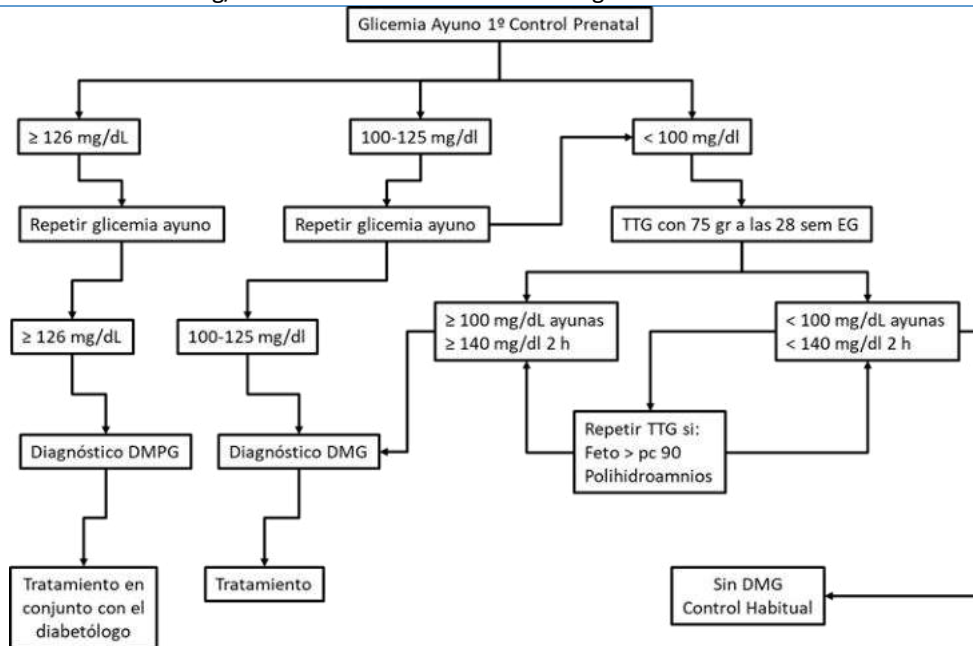 Glicemia Ayuno 1º Control Prenatal
≥ 126 mg/dL
100-125 mg/dl
< 100 mg/dl
Repetir glicemia ayuno
Repetir glicemia ayuno
TTG con 75 gr a las 28 sem EG
≥ 126 mg/dL
100-125 mg/dl
≥ 100 mg/dL ayunas
≥ 140 mg/dl 2 h
< 100 mg/dL ayunas
< 140 mg/dl 2 h
Diagnóstico DMPG
Diagnóstico DMG
Repetir TTG si:
Feto > pc 90
Polihidroamnios
Tratamiento en
conjunto con el
diabetólogo
Tratamiento
Sin DMG
Control Habitual